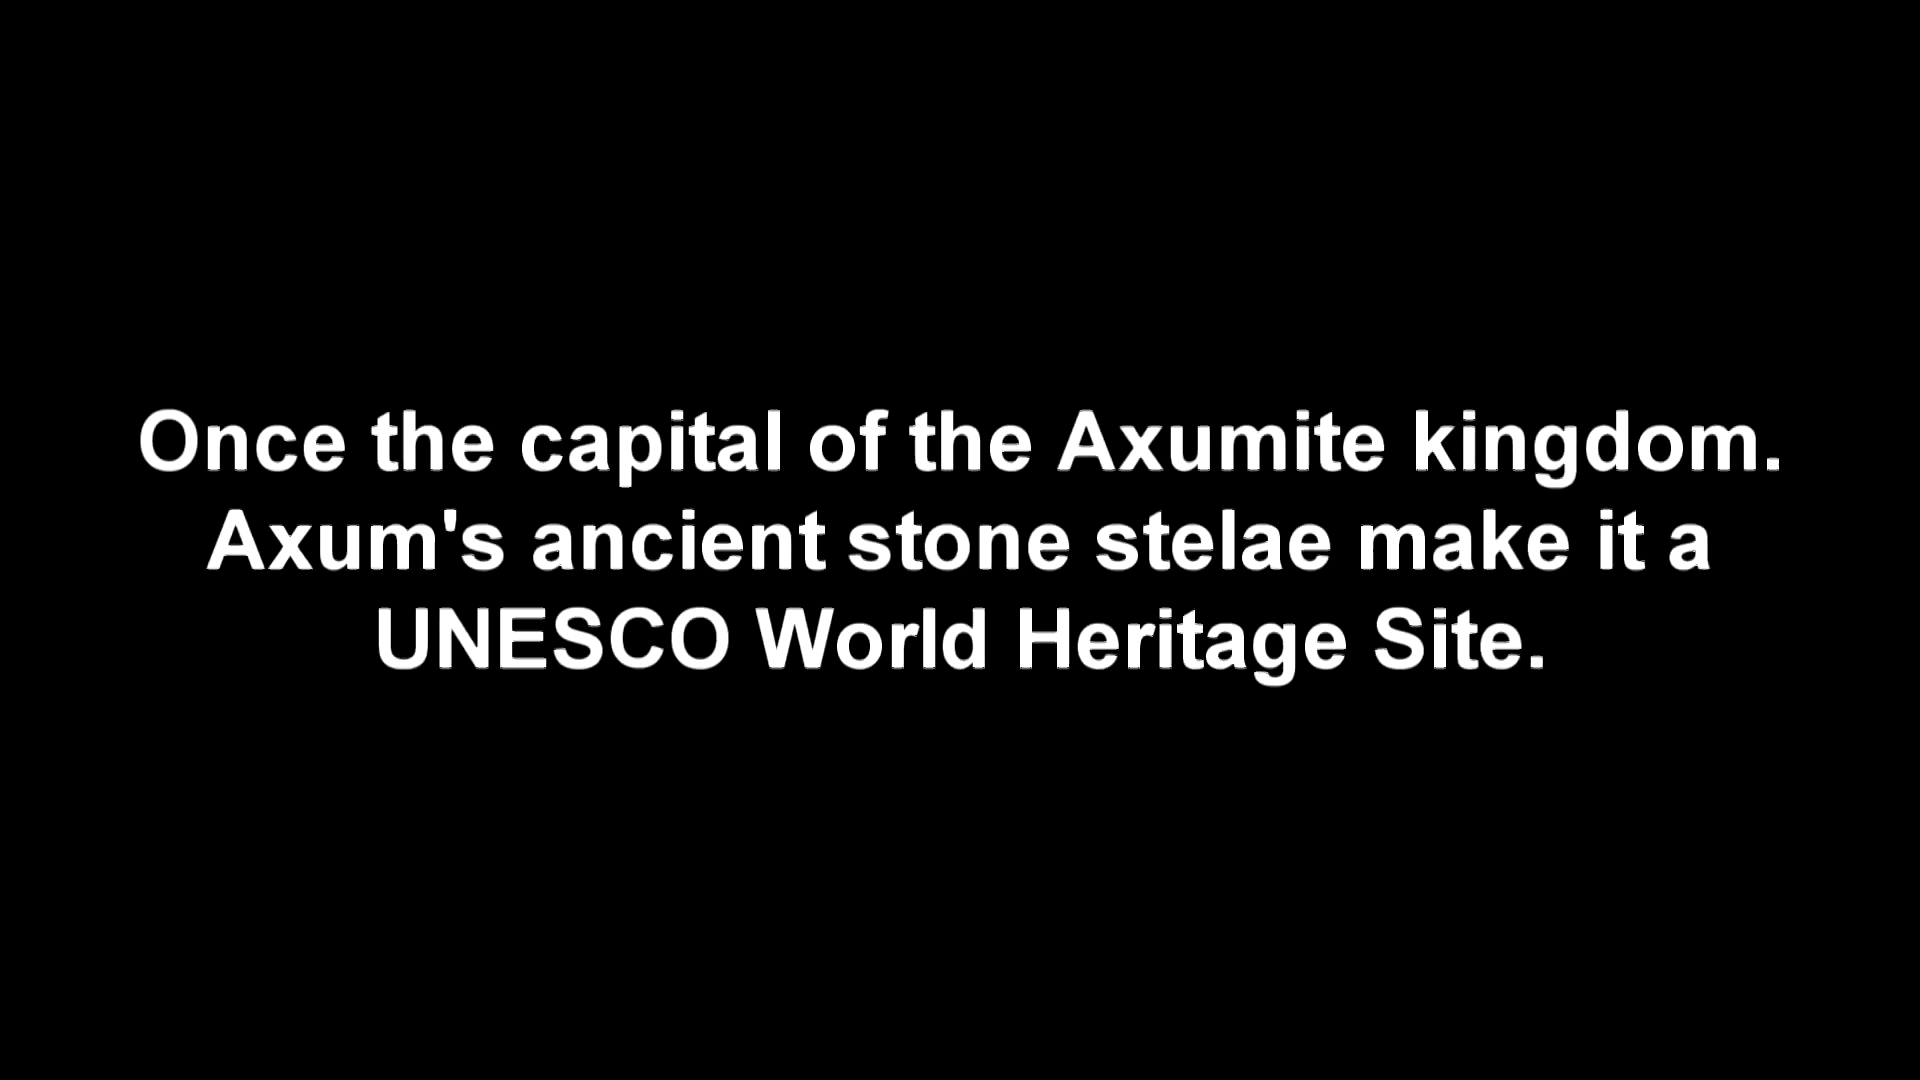 Once the capital of the Axumite kingdom.
Axum's ancient stone stelae make it a
UNESCO World Heritage Site.